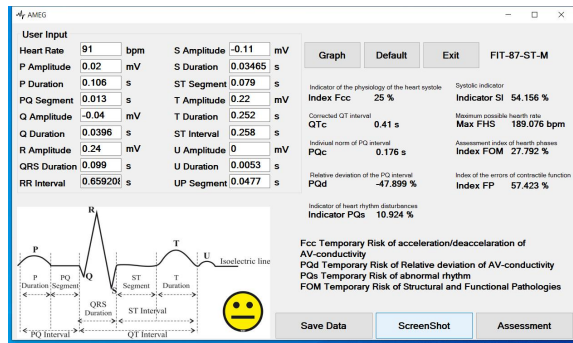 AMEG
User Input
Heart Rate 91 bpm S Amplitude -0.11 mV
P Amplitude 0.02 mV S Duration 0.03465 s
P Duration 0.106 s ST Segment 0.079 s
PQ Segment 0.013 s T Amplitude 0.22 mV
Q Amplitude -0.04 mV T Duration 0.252 s
Q Duration 0.0396 s ST Interval 0.258 s
R Amplitude 0.24 mV U Amplitude 0 mV
QRS Duration 0.099 s U Duration 0.0053 s
RR Interval 0.659208 s UP Segment 0.0477 s
Graph Default Exit FIT-87-ST-M
Indicator of the physiology of the heart systole
Index Fcc 25 %
Systolic indicator
Indicator SI 54.156 %
Corrected QT interval
QTc 0.41 s
Maximum possible hearth rate
Max FHS 189.076 bpm
Indiviual norm of PQ interval
PQc 0.176 s
Assessment index of hearth phases
Index FOM 27.792 %
Relative deviation of the PQ interval
PQd -47.899 %
Index of the errors of contractile function
Index FP 57.423 %
Indicator of heart rhythm disturbances
Indicator PQs 10.924 %
Fcc Temporary Risk of acceleration/deaccelaration of
AV-conductivity
PQd Temporary Risk of Relative deviation of AV-conductivity
PQs Temporary Risk of abnormal rhythm
FOM Temporary Risk of Structural and Functional Pathologies
R
P
T
U
Isoelectric line
Q
S
P Duration
PQ Segment
ST Segment
T Duration
QRS Duration
ST Interval
PQ Interval
QT Interval
Save Data ScreenShot Assessment